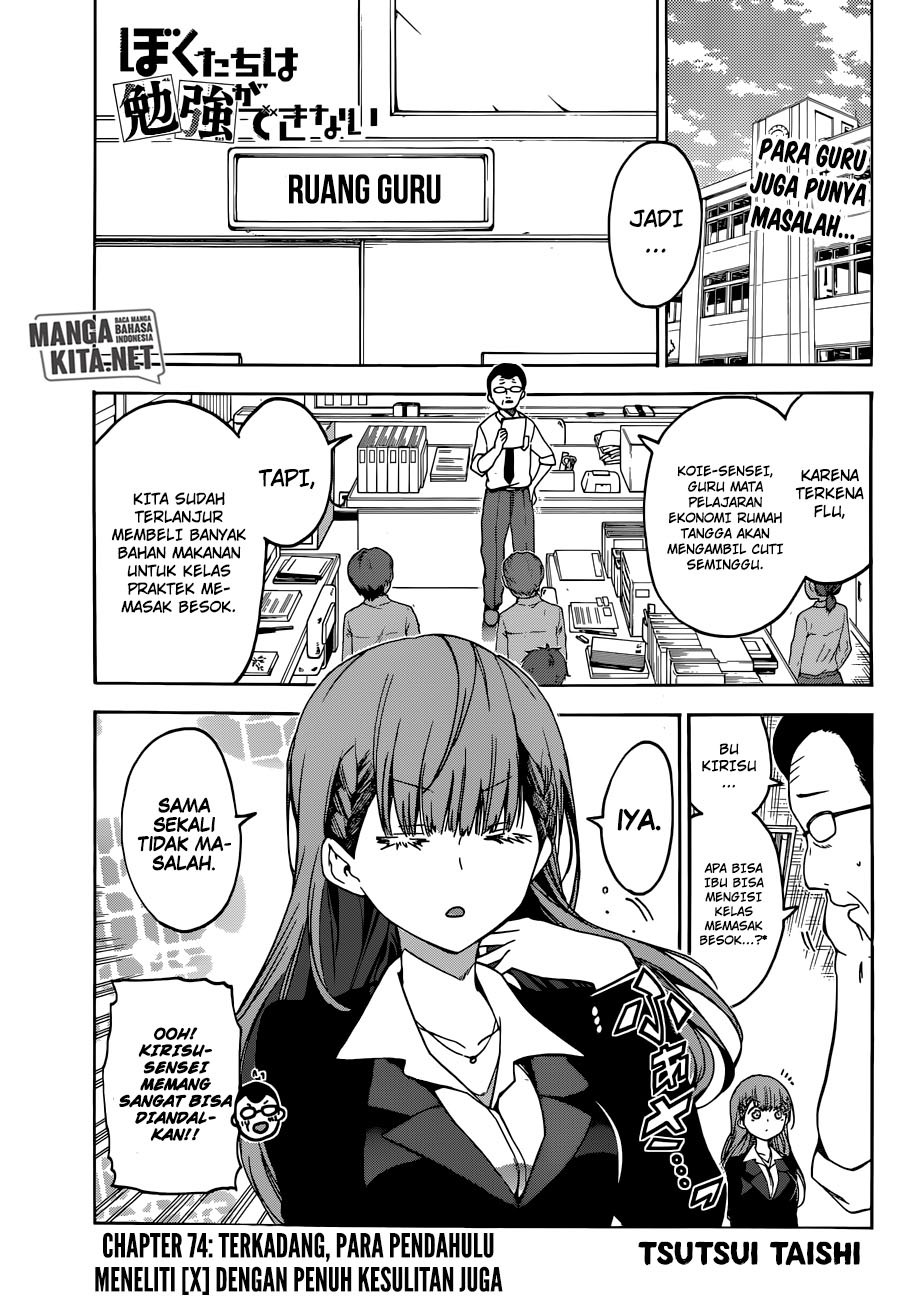 ぼくたちは
勉強ができない
PARA GURU
JUGA PUNYA
MASALAH...
RUANG GURU
JADI
...
MANGA
KITA.NET
BACA MANGA
BAHASA
INDONESIA
KARENA
TERKENA
FLU,
KOIE-SENSEI,
GURU MATA
PELAJARAN
EKONOMI RUMAH
TANGGA AKAN
MENGAMBIL CUTI
SEMINGGU.
TAPI,
KITA SUDAH
TERLANJUR
MEMBELI BANYAK
BAHAN MAKANAN
UNTUK KELAS
PRAKTEK ME-
MASAK BESOK.
BU
KIRISU
...
APA BISA
IBU BISA
MENGISI
KELAS
MEMASAK
BESOK...?*
IYA.
SAMA
SEKALI
TIDAK MA-
SALAH.
OOH!
KIRISU-
SENSEI
MEMANG
SANGAT BISA
DIANDAL-
KAN!!
CHAPTER 74: TERKADANG, PARA PENDAHULU
MENELITI [X] DENGAN PENUH KESULITAN JUGA
TSUTSUI TAISHI